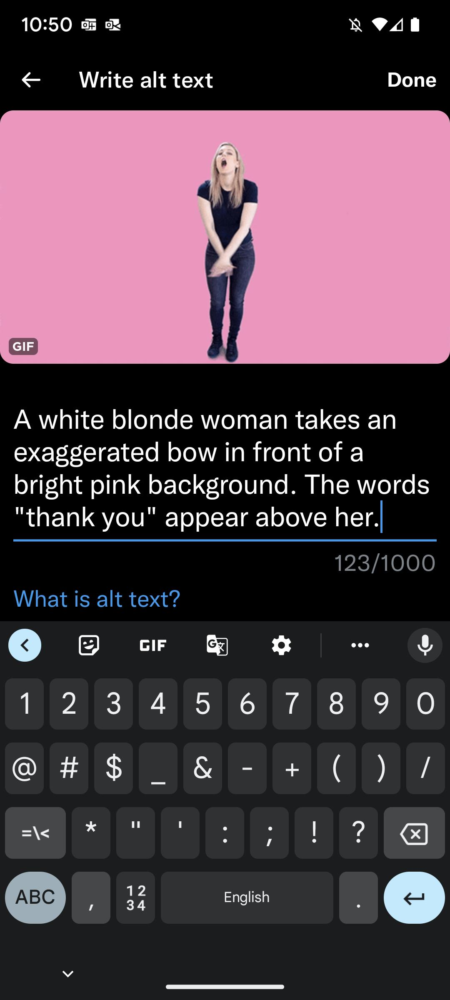 10:50
Write alt text
Done
GIF
A white blonde woman takes an
exaggerated bow in front of a
bright pink background. The words
"thank you" appear above her.
123/1000
What is alt text?
GIF
1 2 3 4 5 6 7 8 9 0
@ # $ _ & - + ( ) /
=\< * " ' : ; ! ?
ABC , 12 English .
34